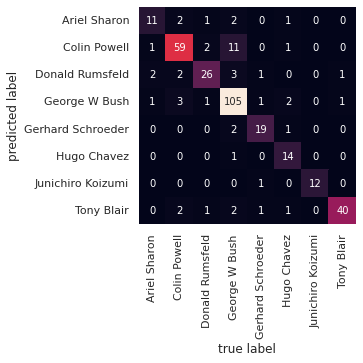 predicted label
Ariel Sharon 11 2 1 2 0 1 0 0
Colin Powell 1 59 2 11 0 1 0 0
Donald Rumsfeld 2 2 26 3 1 0 0 1
George W Bush 1 3 1 105 1 2 0 1
Gerhard Schroeder 0 0 0 2 19 1 0 0
Hugo Chavez 0 0 0 1 0 14 0 0
Junichiro Koizumi 0 0 0 0 1 0 12 0
Tony Blair 0 2 1 2 1 1 0 40
Ariel Sharon
Colin Powell
Donald Rumsfeld
George W Bush
Gerhard Schroeder
Hugo Chavez
Junichiro Koizumi
Tony Blair
true label